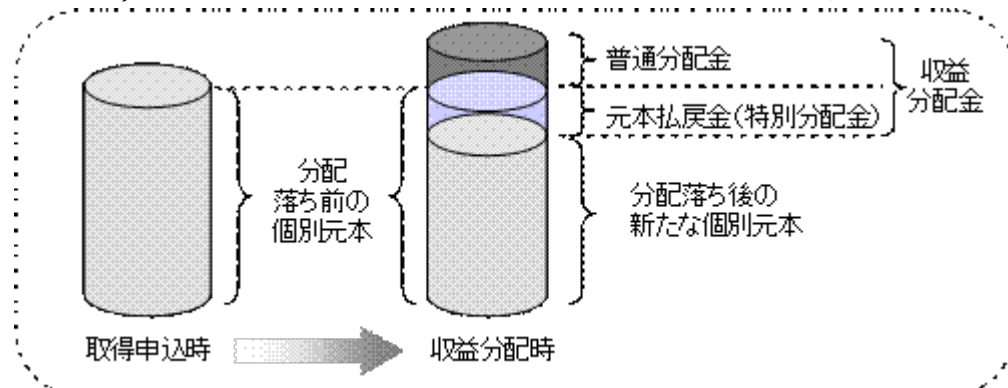 普通分配金
収益
分配金
元本払戻金(特別分配金)
分配
落ち前の
個別元本
分配落ち後の
新たな個別元本
取得申込時
収益分配時